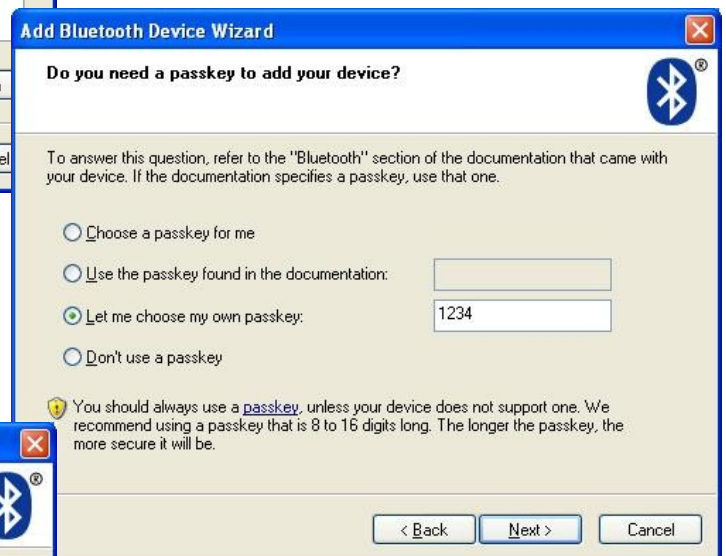 Add Bluetooth Device Wizard
Do you need a passkey to add your device?
®
To answer this question, refer to the "Bluetooth" section of the documentation that came with
your device. If the documentation specifies a passkey, use that one.
Choose a passkey for me
Use the passkey found in the documentation:
Let me choose my own passkey:
1234
Don't use a passkey
You should always use a passkey, unless your device does not support one. We
recommend using a passkey that is 8 to 16 digits long. The longer the passkey, the
more secure it will be.
®
< Back
Next >
Cancel